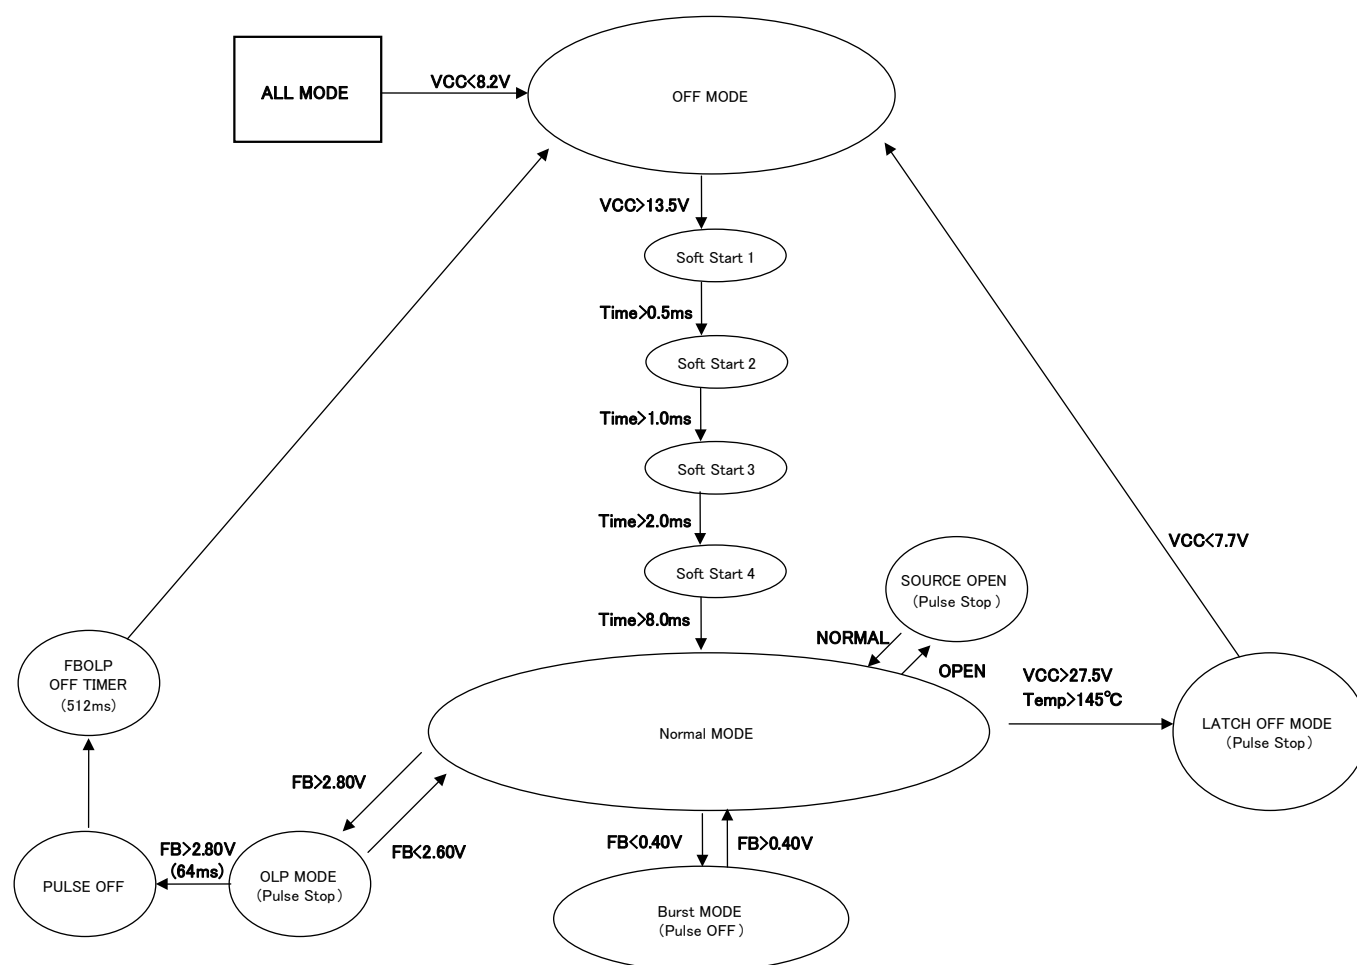 ALL MODE
VCC<8.2V
OFF MODE
VCC>13.5V
Soft Start 1
Time>0.5ms
Soft Start 2
Time>1.0ms
Soft Start 3
Time>2.0ms
Soft Start 4
Time>8.0ms
SOURCE OPEN
(Pulse Stop)
NORMAL
OPEN
VCC<7.7V
VCC>27.5V
Temp>145℃
LATCH OFF MODE
(Pulse Stop)
FBOLP
OFF TIMER
(512ms)
Normal MODE
FB>2.80V
FB<2.60V
FB<0.40V
FB>0.40V
FB>2.80V
(64ms)
PULSE OFF
OLP MODE
(Pulse Stop)
Burst MODE
(Pulse OFF)